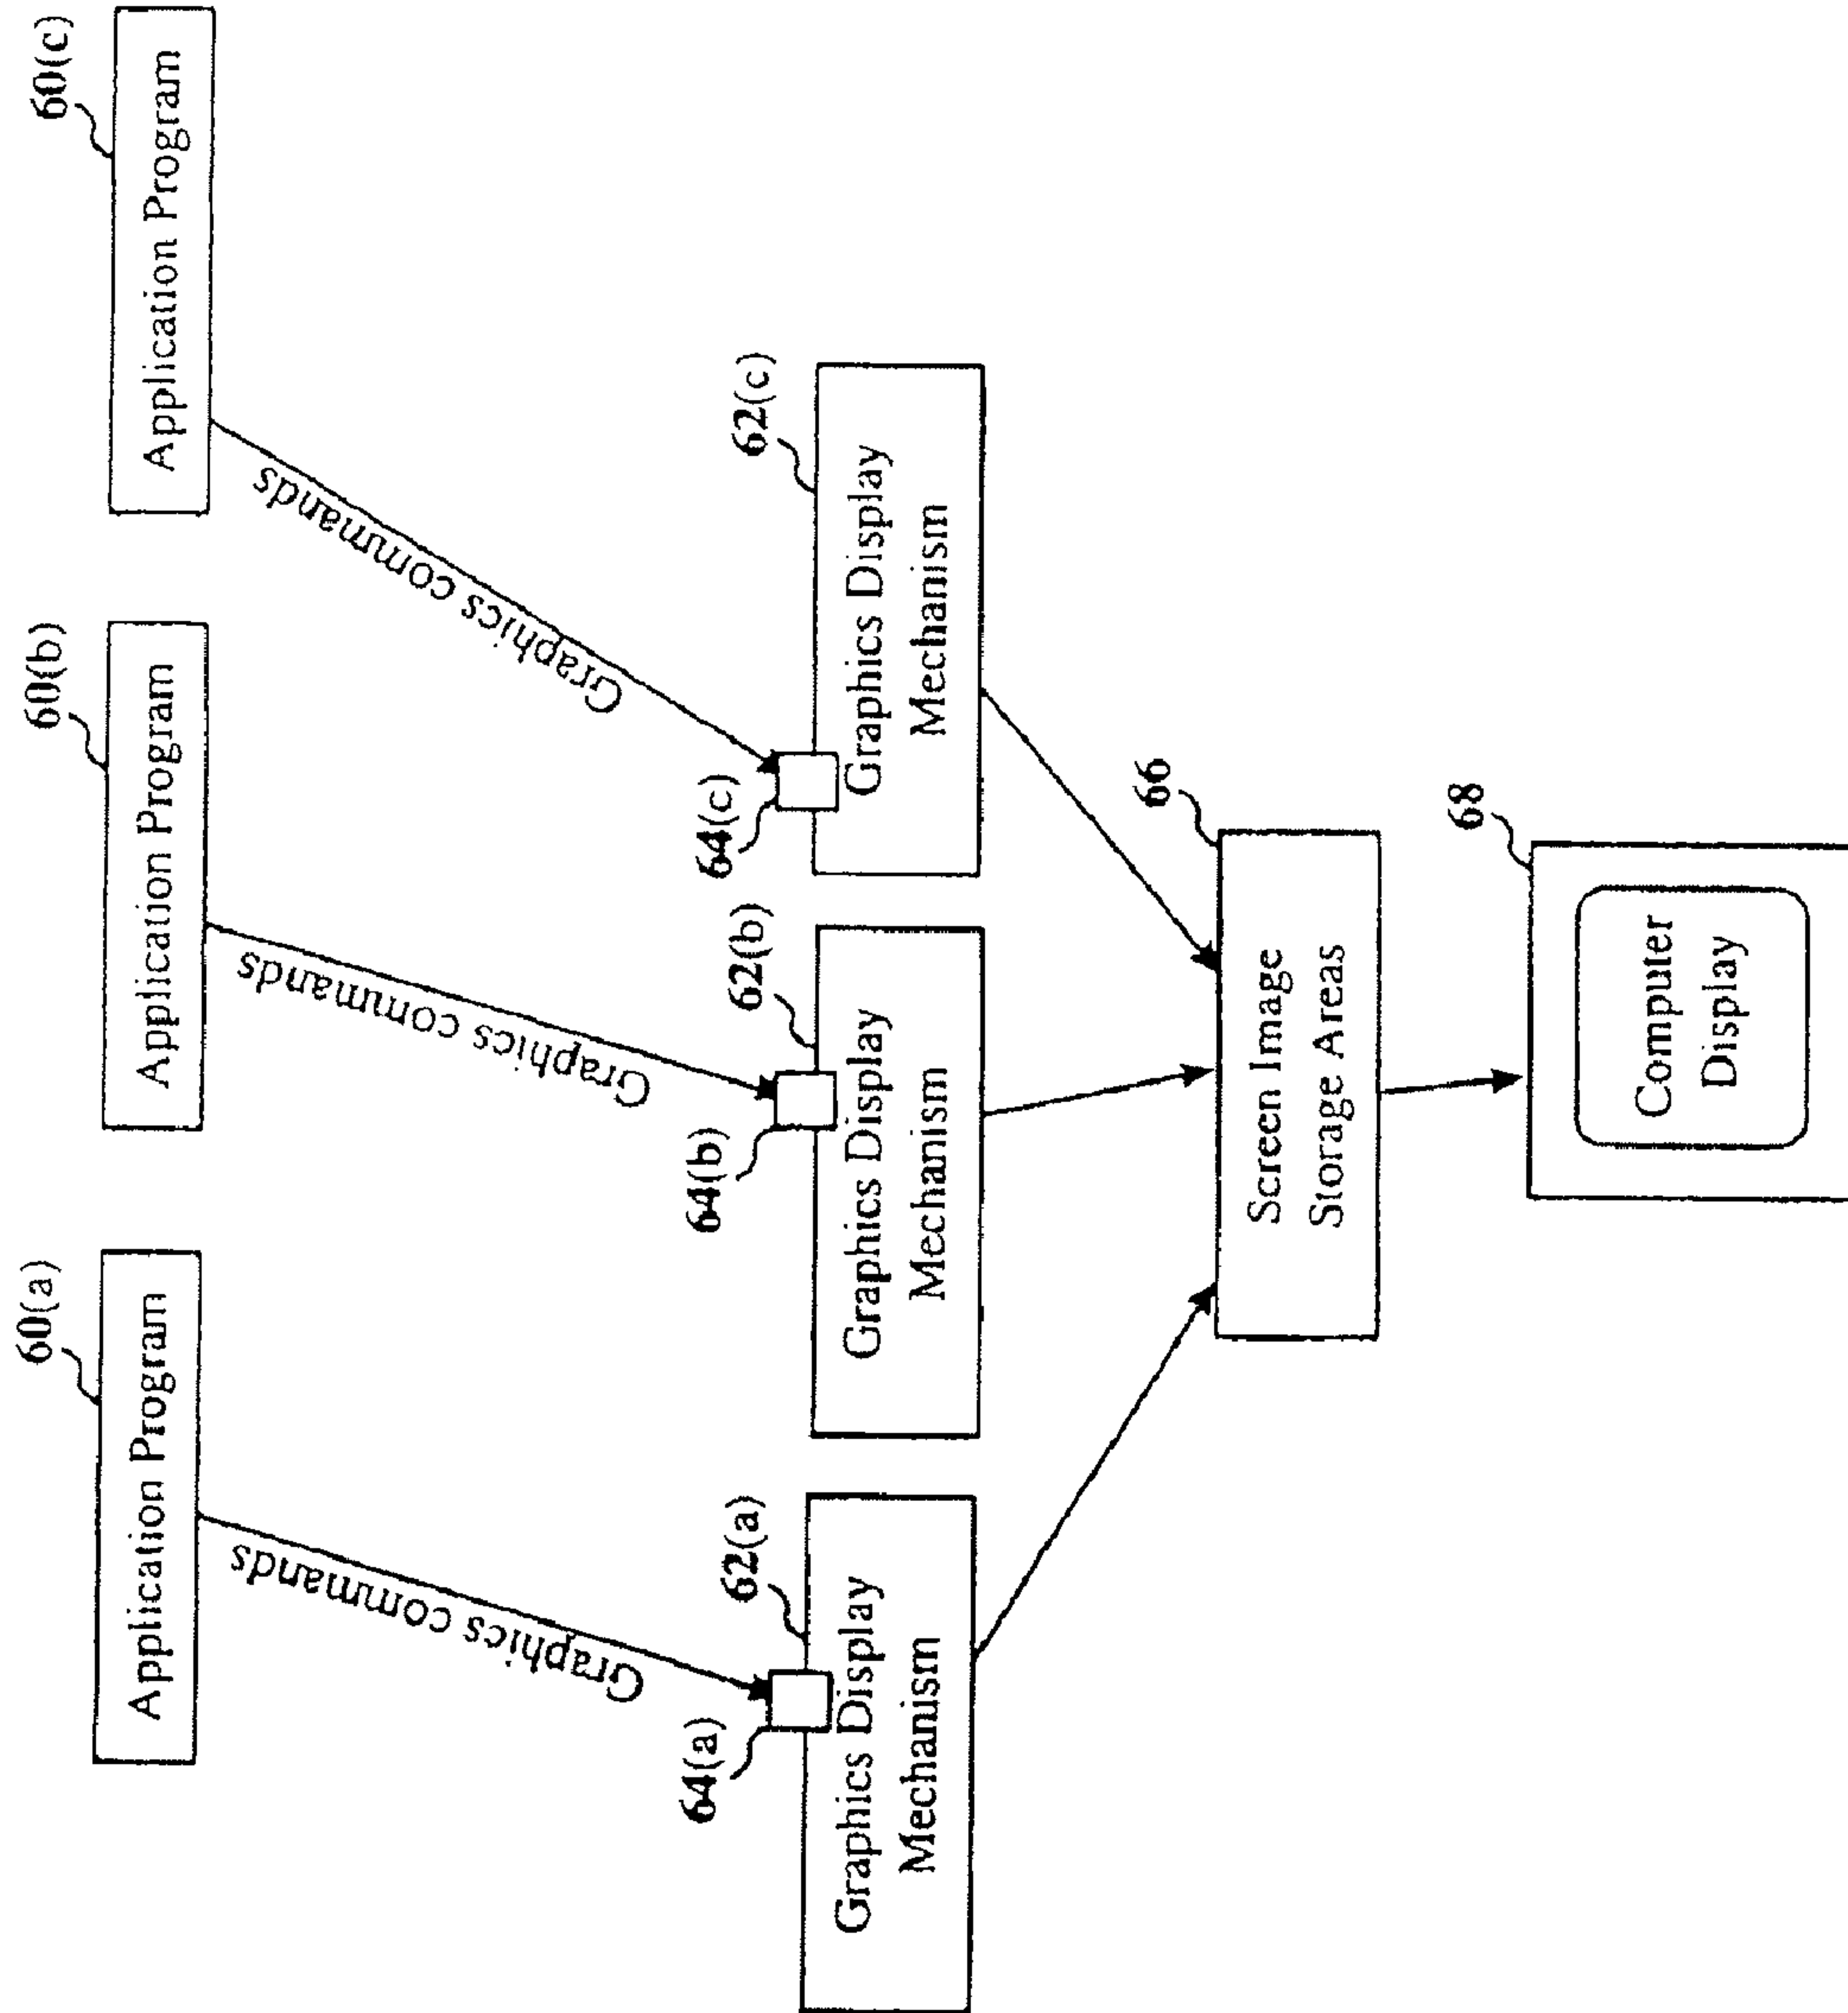 60(a)
60(b)
60(c)
Application Program
Application Program
Application Program
Graphics commands
Graphics commands
Graphics commands
64(a)
62(a)
64(b)
62(b)
64(c)
62(c)
Graphics Display
Mechanism
Graphics Display
Mechanism
Graphics Display
Mechanism
66
Screen Image
Storage Areas
68
Computer
Display